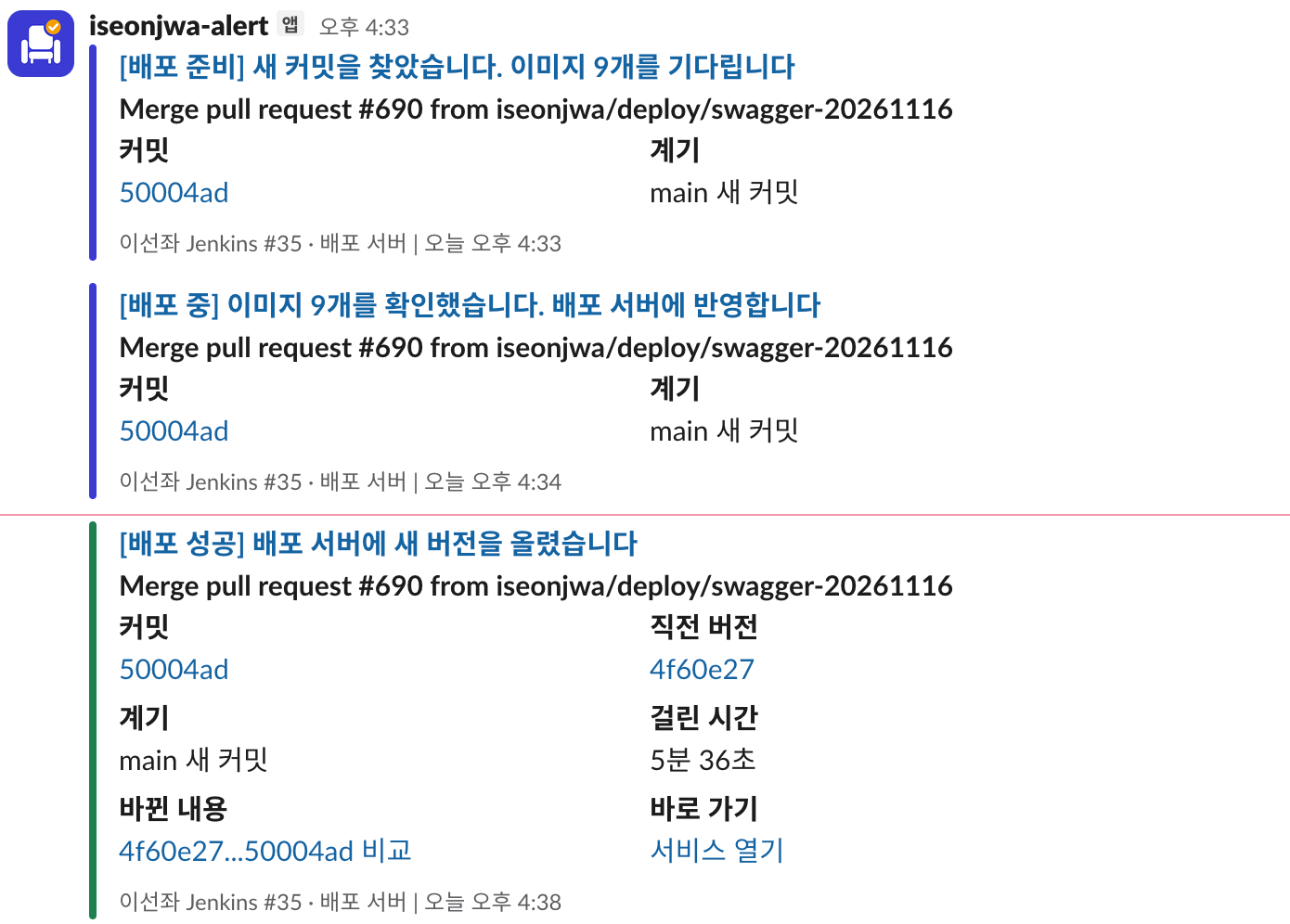 iseonjwa-alert 앱 오후 4:33
[배포 준비] 새 커밋을 찾았습니다. 이미지 9개를 기다립니다
Merge pull request #690 from iseonjwa/deploy/swagger-20261116
커밋 계기
50004ad main 새 커밋
이선좌 Jenkins #35 · 배포 서버 | 오늘 오후 4:33
[배포 중] 이미지 9개를 확인했습니다. 배포 서버에 반영합니다
Merge pull request #690 from iseonjwa/deploy/swagger-20261116
커밋 계기
50004ad main 새 커밋
이선좌 Jenkins #35 · 배포 서버 | 오늘 오후 4:34
[배포 성공] 배포 서버에 새 버전을 올렸습니다
Merge pull request #690 from iseonjwa/deploy/swagger-20261116
커밋 직전 버전
50004ad 4f60e27
계기 걸린 시간
main 새 커밋 5분 36초
바뀐 내용 바로 가기
4f60e27...50004ad 비교 서비스 열기
이선좌 Jenkins #35 · 배포 서버 | 오늘 오후 4:38